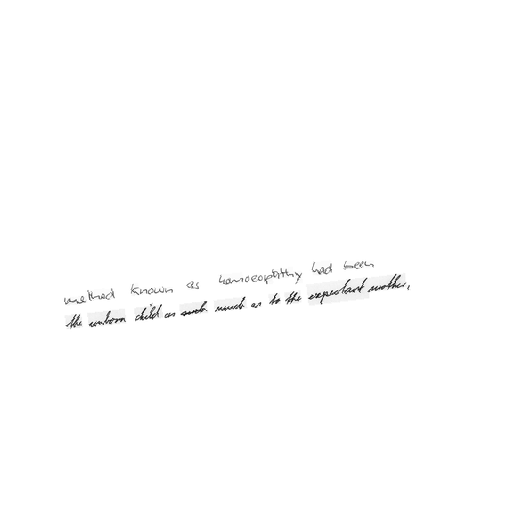 method known as homoeopathy had been
the unborn child as such much as to the expectant mother,